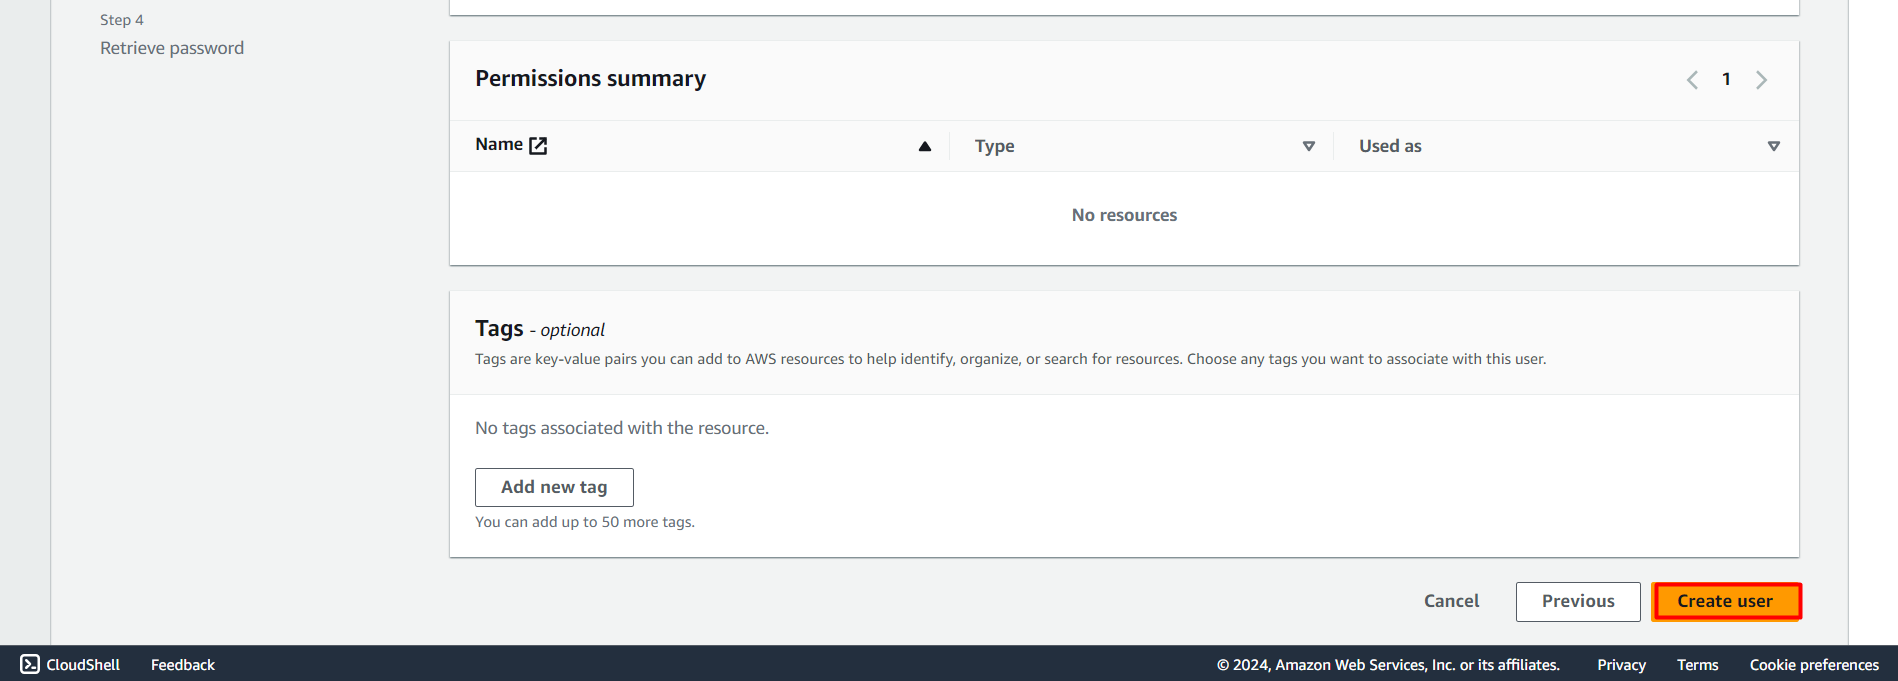 Step 4
Retrieve password
Permissions summary
1
Name Type Used as
No resources
Tags - optional
Tags are key-value pairs you can add to AWS resources to help identify, organize, or search for resources. Choose any tags you want to associate with this user.
No tags associated with the resource.
Add new tag
You can add up to 50 more tags.
Cancel Previous Create user
CloudShell Feedback © 2024, Amazon Web Services, Inc. or its affiliates. Privacy Terms Cookie preferences